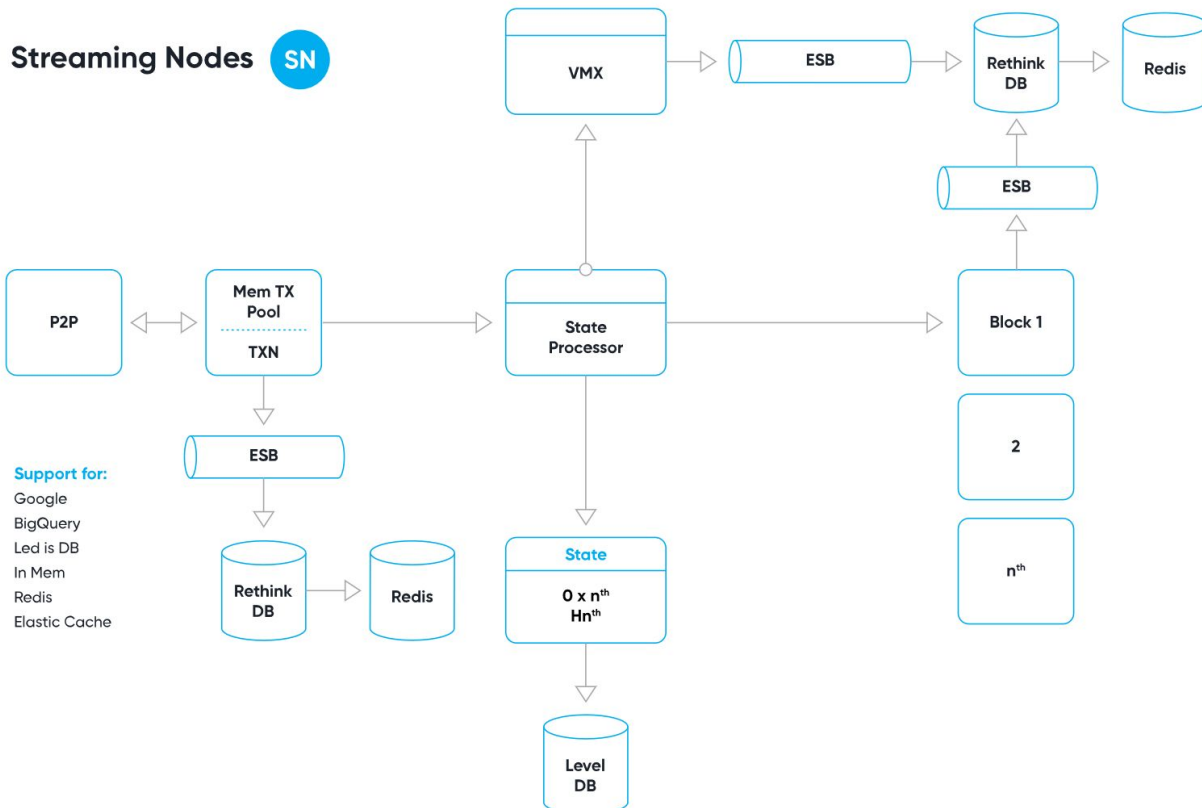 Streaming Nodes SN
VMX
ESB
Rethink
DB
Redis
ESB
P2P
Mem TX
Pool
TXN
State
Processor
Block 1
ESB
2
Support for:
Google
BigQuery
Led is DB
In Mem
Redis
Elastic Cache
Rethink
DB
Redis
State
0 x nth
Hnth
nth
Level
DB